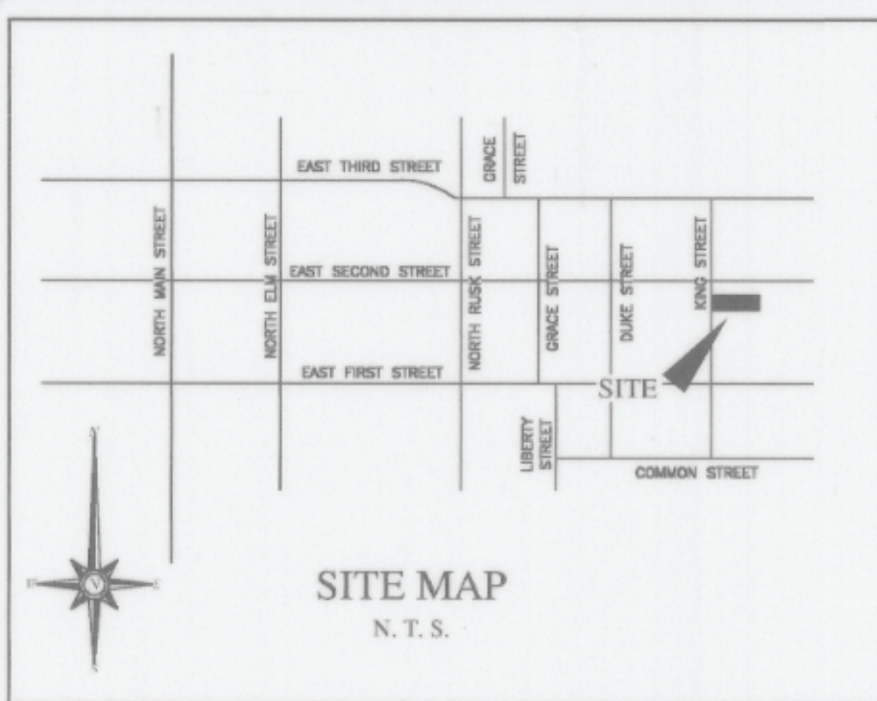 EAST THIRD STREET
GRACE
STREET
NORTH MAIN STREET
NORTH ELM STREET
EAST SECOND STREET
NORTH RUSK STREET
GRACE STREET
DUKE STREET
KING STREET
EAST FIRST STREET
SITE
LIBERTY
STREET
COMMON STREET
N
V
E
S
SITE MAP
N. T. S.